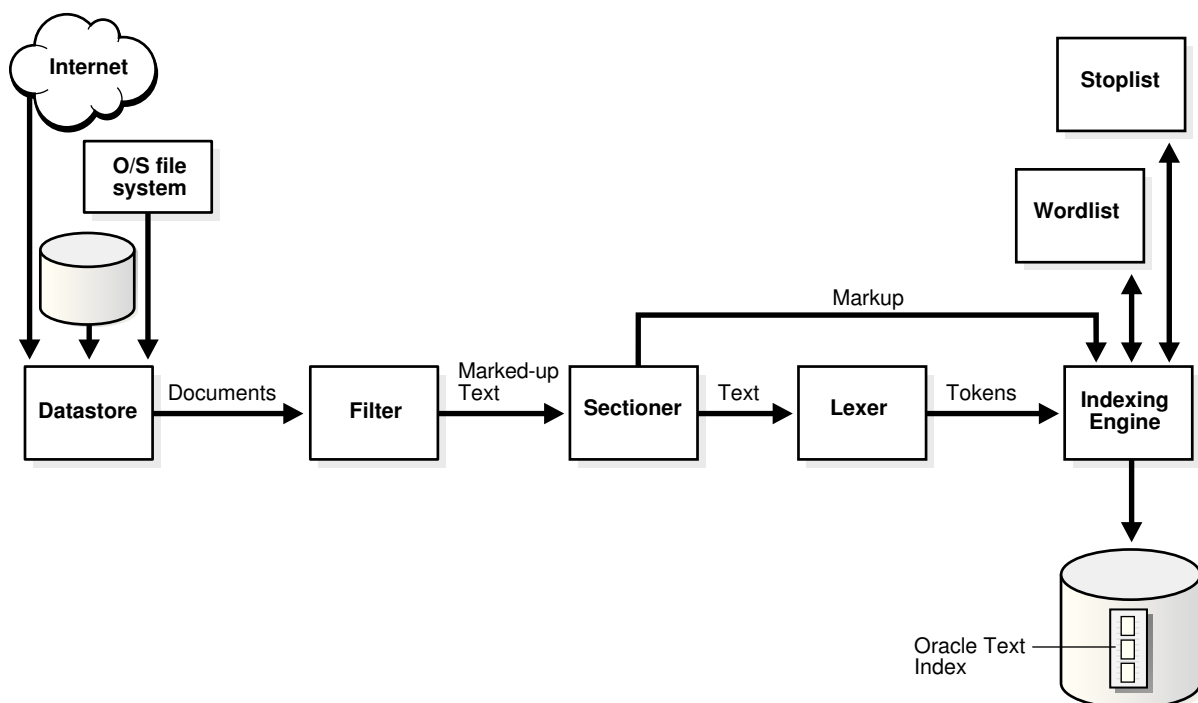 Internet
Stoplist
O/S file
system
Wordlist
Markup
Datastore
Documents
Filter
Marked-up
Text
Sectioner
Text
Lexer
Tokens
Indexing
Engine
Oracle Text
Index